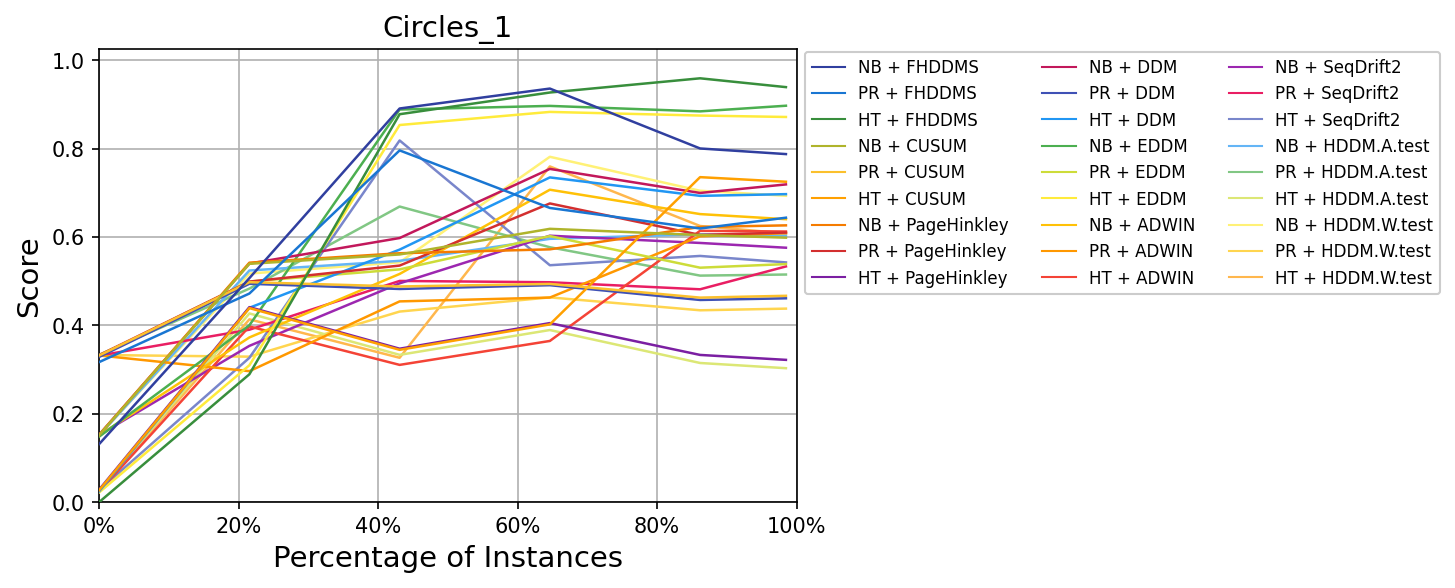 Circles_1
1.0
0.8
0.6
0.4
0.2
0.0
Score
0%
20%
40%
60%
80%
100%
Percentage of Instances
NB + FHDDMS
PR + FHDDMS
HT + FHDDMS
NB + CUSUM
PR + CUSUM
HT + CUSUM
NB + PageHinkley
PR + PageHinkley
HT + PageHinkley
NB + DDM
PR + DDM
HT + DDM
NB + EDDM
PR + EDDM
HT + EDDM
NB + ADWIN
PR + ADWIN
HT + ADWIN
NB + SeqDrift2
PR + SeqDrift2
HT + SeqDrift2
NB + HDDM.A.test
PR + HDDM.A.test
HT + HDDM.A.test
NB + HDDM.W.test
PR + HDDM.W.test
HT + HDDM.W.test